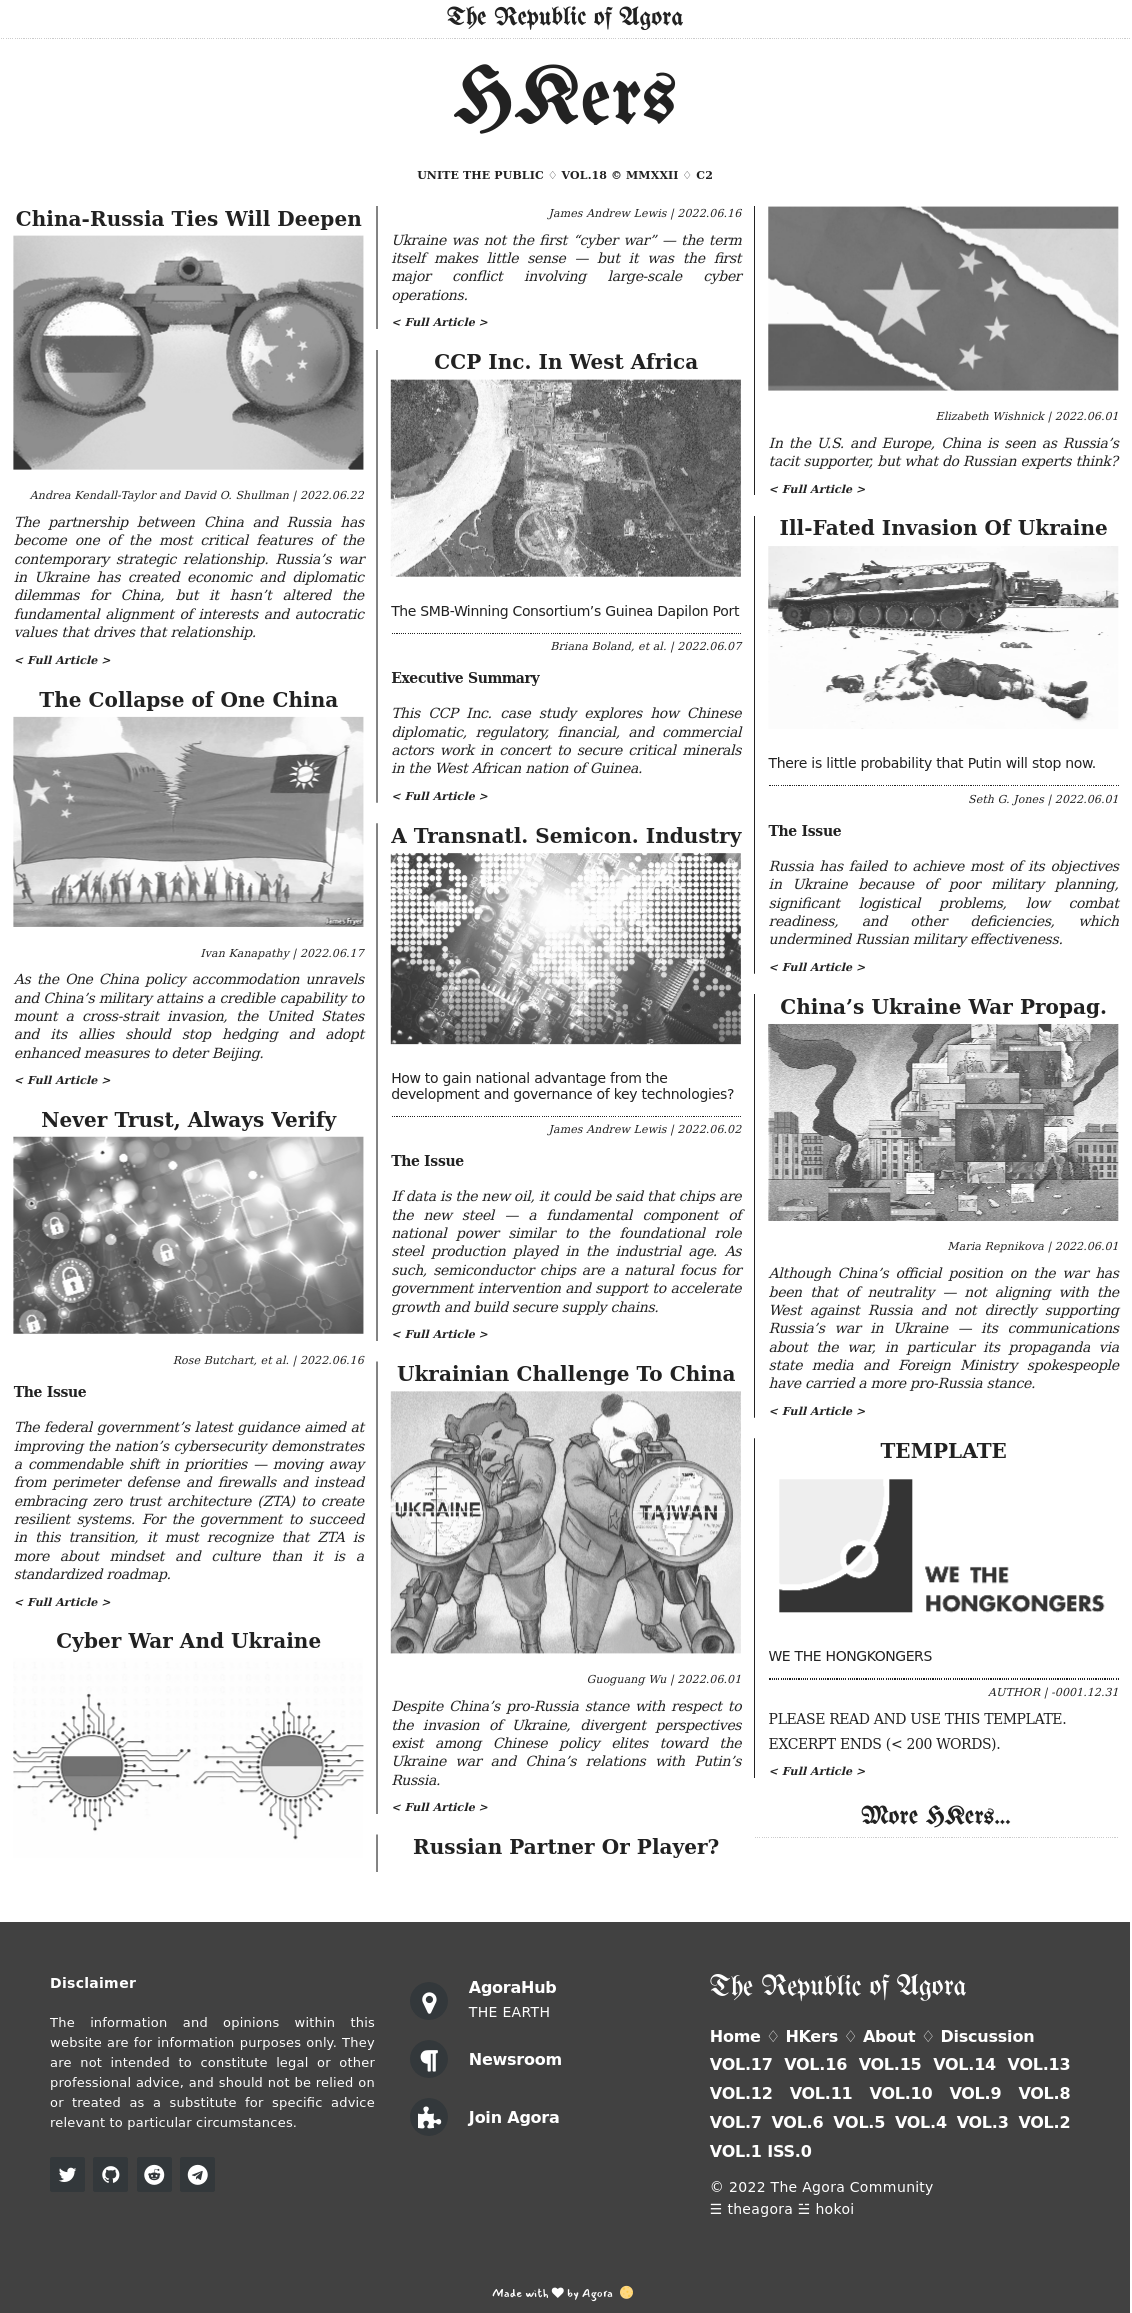 The Republic of Agora
HKers
UNITE THE PUBLIC ♢ VOL.18 © MMXXII ♢ C2
China-Russia Ties Will Deepen
Andrea Kendall-Taylor and David O. Shullman | 2022.06.22
The partnership between China and Russia has
become one of the most critical features of the
contemporary strategic relationship. Russia’s war
in Ukraine has created economic and diplomatic
dilemmas for China, but it hasn’t altered the
fundamental alignment of interests and autocratic
values that drives that relationship.
< Full Article >
The Collapse of One China
James Fryer
Ivan Kanapathy | 2022.06.17
As the One China policy accommodation unravels
and China’s military attains a credible capability to
mount a cross-strait invasion, the United States
and its allies should stop hedging and adopt
enhanced measures to deter Beijing.
< Full Article >
Never Trust, Always Verify
Rose Butchart, et al. | 2022.06.16
The Issue
The federal government’s latest guidance aimed at
improving the nation’s cybersecurity demonstrates
a commendable shift in priorities — moving away
from perimeter defense and firewalls and instead
embracing zero trust architecture (ZTA) to create
resilient systems. For the government to succeed
in this transition, it must recognize that ZTA is
more about mindset and culture than it is a
standardized roadmap.
< Full Article >
Cyber War And Ukraine
James Andrew Lewis | 2022.06.16
Ukraine was not the first “cyber war” — the term
itself makes little sense — but it was the first
major conflict involving large-scale cyber
operations.
< Full Article >
CCP Inc. In West Africa
The SMB-Winning Consortium’s Guinea Dapilon Port
Briana Boland, et al. | 2022.06.07
Executive Summary
This CCP Inc. case study explores how Chinese
diplomatic, regulatory, financial, and commercial
actors work in concert to secure critical minerals
in the West African nation of Guinea.
< Full Article >
A Transnatl. Semicon. Industry
How to gain national advantage from the
development and governance of key technologies?
James Andrew Lewis | 2022.06.02
The Issue
If data is the new oil, it could be said that chips are
the new steel — a fundamental component of
national power similar to the foundational role
steel production played in the industrial age. As
such, semiconductor chips are a natural focus for
government intervention and support to accelerate
growth and build secure supply chains.
< Full Article >
Ukrainian Challenge To China
UKRAINE
TAIWAN
Guoguang Wu | 2022.06.01
Despite China’s pro-Russia stance with respect to
the invasion of Ukraine, divergent perspectives
exist among Chinese policy elites toward the
Ukraine war and China’s relations with Putin’s
Russia.
< Full Article >
Russian Partner Or Player?
Elizabeth Wishnick | 2022.06.01
In the U.S. and Europe, China is seen as Russia’s
tacit supporter, but what do Russian experts think?
< Full Article >
Ill-Fated Invasion Of Ukraine
There is little probability that Putin will stop now.
Seth G. Jones | 2022.06.01
The Issue
Russia has failed to achieve most of its objectives
in Ukraine because of poor military planning,
significant logistical problems, low combat
readiness, and other deficiencies, which
undermined Russian military effectiveness.
< Full Article >
China’s Ukraine War Propag.
Maria Repnikova | 2022.06.01
Although China’s official position on the war has
been that of neutrality — not aligning with the
West against Russia and not directly supporting
Russia’s war in Ukraine — its communications
about the war, in particular its propaganda via
state media and Foreign Ministry spokespeople
have carried a more pro-Russia stance.
< Full Article >
TEMPLATE
WE THE
HONGKONGERS
WE THE HONGKONGERS
AUTHOR | -0001.12.31
PLEASE READ AND USE THIS TEMPLATE.
EXCERPT ENDS (< 200 WORDS).
< Full Article >
More HKers...
Disclaimer
The information and opinions within this
website are for information purposes only. They
are not intended to constitute legal or other
professional advice, and should not be relied on
or treated as a substitute for specific advice
relevant to particular circumstances.
AgoraHub
THE EARTH
Newsroom
Join Agora
The Republic of Agora
Home ♢ HKers ♢ About ♢ Discussion
VOL.17 VOL.16 VOL.15 VOL.14 VOL.13
VOL.12 VOL.11 VOL.10 VOL.9 VOL.8
VOL.7 VOL.6 VOL.5 VOL.4 VOL.3 VOL.2
VOL.1 ISS.0
© 2022 The Agora Community
☰ theagora ☱ hokoi
Made with ♥ by Agora